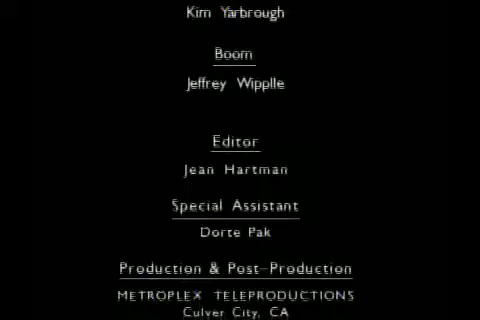 Kim Yarbrough
Boom
Jeffrey Wipplle
Editor
Jean Hartman
Special Assistant
Dorte Pak
Production & Post-Production
METROPLEX TELEPRODUCTIONS
Culver City, CA